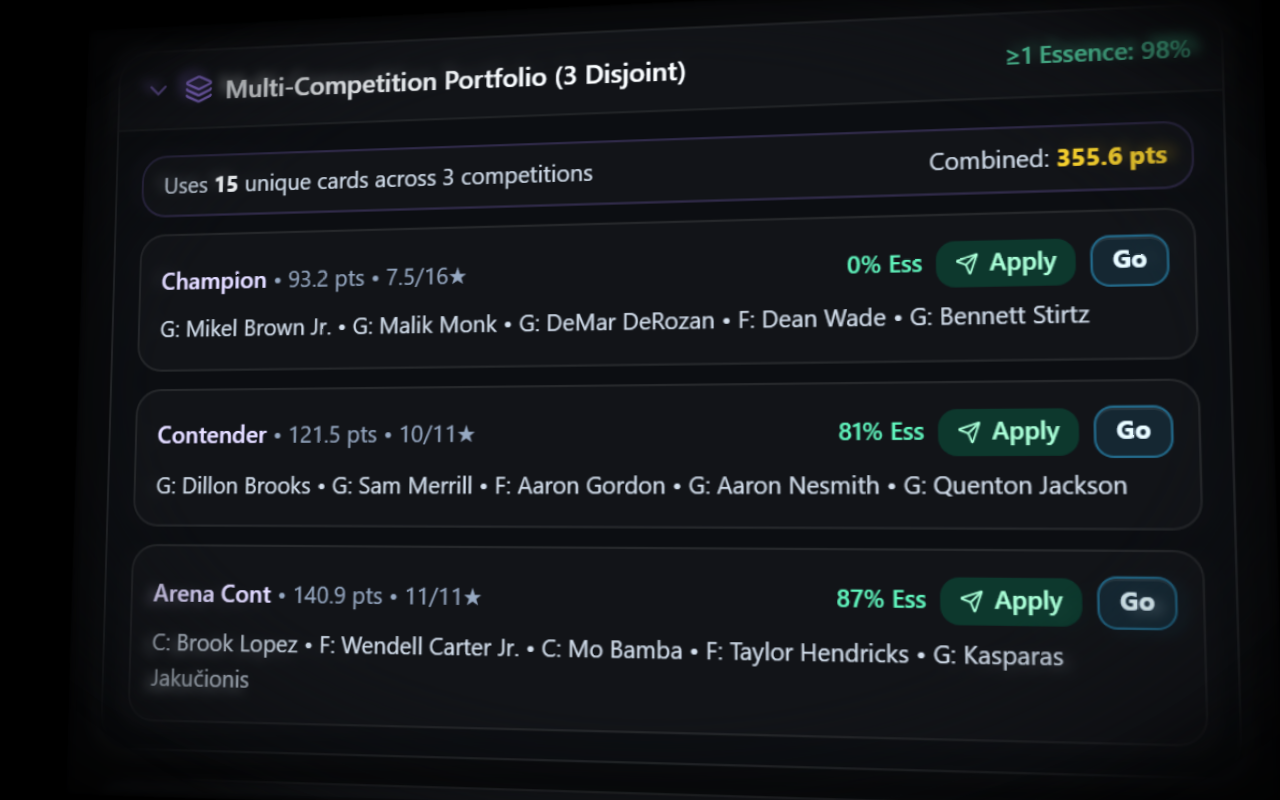 Multi-Competition Portfolio (3 Disjoint)
≥1 Essence: 98%
Uses 15 unique cards across 3 competitions
Combined: 355.6 pts
Champion • 93.2 pts • 7.5/16★
0% Ess
Apply
Go
G: Mikel Brown Jr. • G: Malik Monk • G: DeMar DeRozan • F: Dean Wade • G: Bennett Stirtz
Contender • 121.5 pts • 10/11★
81% Ess
Apply
Go
G: Dillon Brooks • G: Sam Merrill • F: Aaron Gordon • G: Aaron Nesmith • G: Quenton Jackson
Arena Cont • 140.9 pts • 11/11★
87% Ess
Apply
Go
C: Brook Lopez • F: Wendell Carter Jr. • C: Mo Bamba • F: Taylor Hendricks • G: Kasparas
Jakučionis